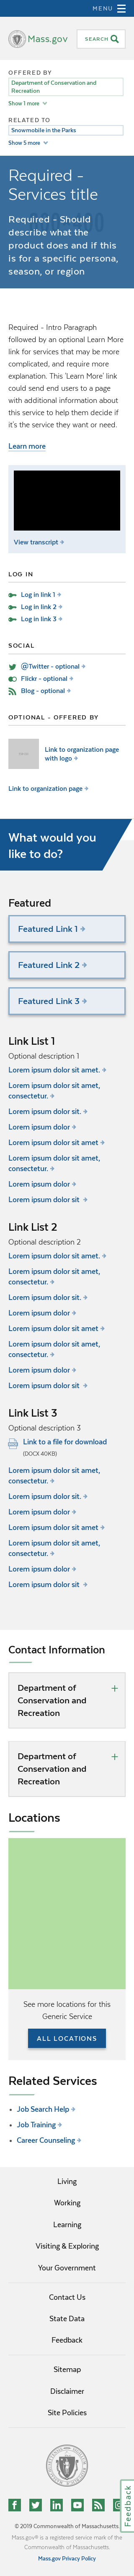 MENU
Mass.gov
SEARCH
OFFERED BY
Department of Conservation and
Recreation
Show 1 more
RELATED TO
Snowmobile in the Parks
Show 5 more
Required -
Services title
Required - Should
describe what the
product does and if this
is for a specific persona,
season, or region
Required - Intro Paragraph
followed by an optional Learn More
link for services that may be more
complicated, and require more
explanation. This 'Learn More' link
could send end users to a page
with additional information about
it. It's your choice to decide where
they want to send them if this is
Learn more
View transcript
LOG IN
Log in link 1
Log in link 2
Log in link 3
SOCIAL
@Twitter - optional
Flickr - optional
Blog - optional
OPTIONAL - OFFERED BY
Link to organization page
with logo
Link to organization page
What would you
like to do?
Featured
Featured Link 1
Featured Link 2
Featured Link 3
Link List 1
Optional description 1
Lorem ipsum dolor sit amet.
Lorem ipsum dolor sit amet,
consectetur.
Lorem ipsum dolor sit.
Lorem ipsum dolor
Lorem ipsum dolor sit amet
Lorem ipsum dolor sit amet,
consectetur.
Lorem ipsum dolor
Lorem ipsum dolor sit
Link List 2
Optional description 2
Lorem ipsum dolor sit amet.
Lorem ipsum dolor sit amet,
consectetur.
Lorem ipsum dolor sit.
Lorem ipsum dolor
Lorem ipsum dolor sit amet
Lorem ipsum dolor sit amet,
consectetur.
Lorem ipsum dolor
Lorem ipsum dolor sit
Link List 3
Optional description 3
Link to a file for download
(DOCX 40KB)
Lorem ipsum dolor sit amet,
consectetur.
Lorem ipsum dolor sit.
Lorem ipsum dolor
Lorem ipsum dolor sit amet
Lorem ipsum dolor sit amet,
consectetur.
Lorem ipsum dolor
Lorem ipsum dolor sit
Contact Information
Department of
Conservation and
Recreation
Department of
Conservation and
Recreation
Locations
See more locations for this
Generic Service
ALL LOCATIONS
Related Services
Job Search Help
Job Training
Career Counseling
Living
Working
Learning
Visiting & Exploring
Your Government
Contact Us
State Data
Feedback
Sitemap
Disclaimer
Site Policies
Feedback
© 2019 Commonwealth of Massachusetts.
Mass.gov® is a registered service mark of the
Commonwealth of Massachusetts.
Mass.gov Privacy Policy